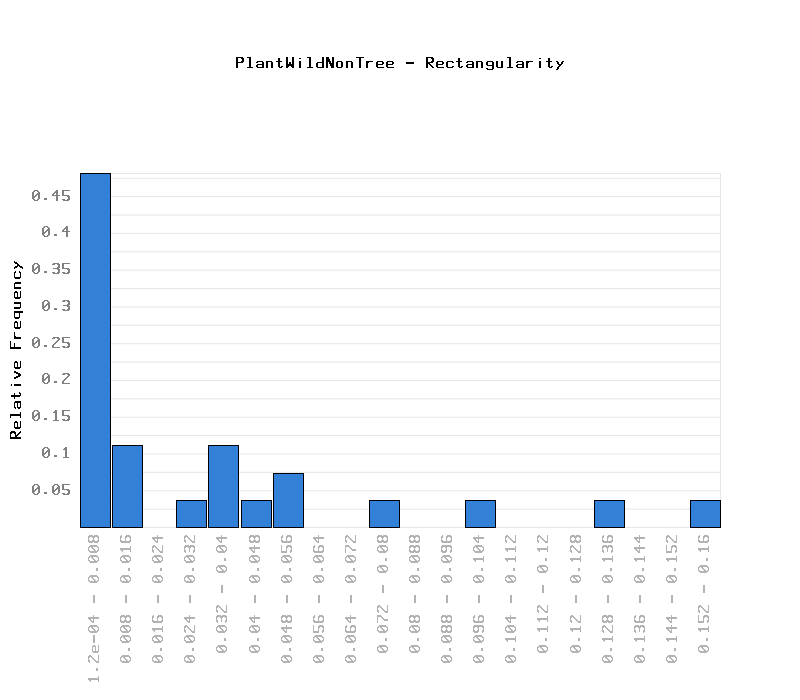 PlantWildNonTree - Rectangularity
Relative Frequency
0.45
0.4
0.35
0.3
0.25
0.2
0.15
0.1
0.05
1.2e-04 - 0.008
0.008 - 0.016
0.016 - 0.024
0.024 - 0.032
0.032 - 0.04
0.04 - 0.048
0.048 - 0.056
0.056 - 0.064
0.064 - 0.072
0.072 - 0.08
0.08 - 0.088
0.088 - 0.096
0.096 - 0.104
0.104 - 0.112
0.112 - 0.12
0.12 - 0.128
0.128 - 0.136
0.136 - 0.144
0.144 - 0.152
0.152 - 0.16